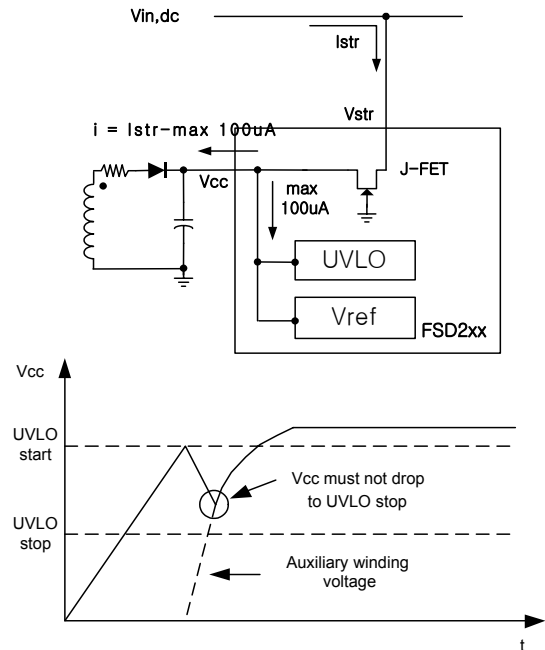 Vin,dc
Istr
Vstr
i = Istr-max 100uA
J-FET
Vcc
max
100uA
UVLO
Vref
FSD2xx
Vcc
UVLO
start
Vcc must not drop
to UVLO stop
UVLO
stop
Auxiliary winding
voltage
t